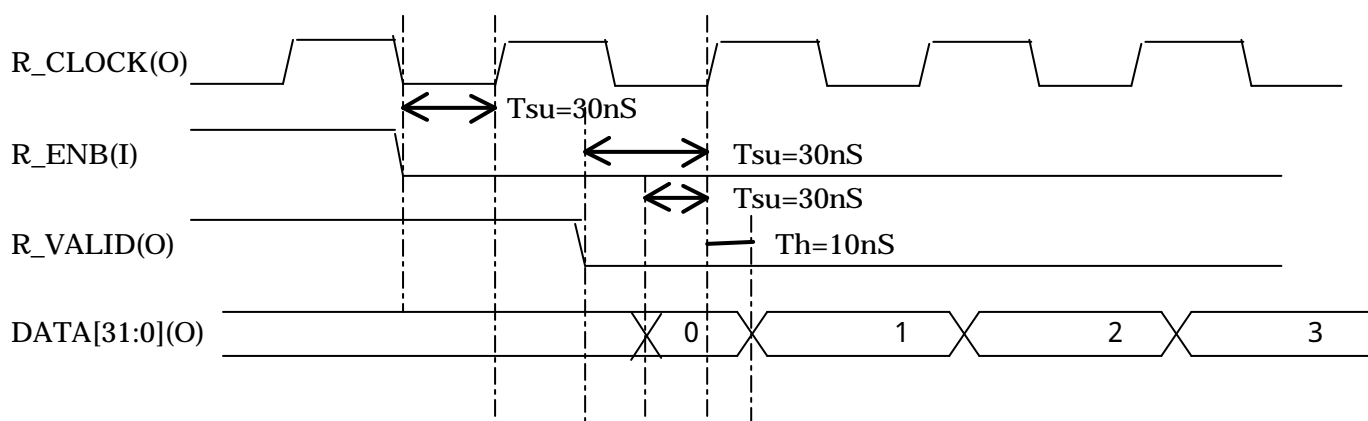 R_CLOCK(O)
Tsu=30nS
R_ENB(I)
Tsu=30nS
Tsu=30nS
R_VALID(O)
Th=10nS
DATA[31:0](O)
0
1
2
3